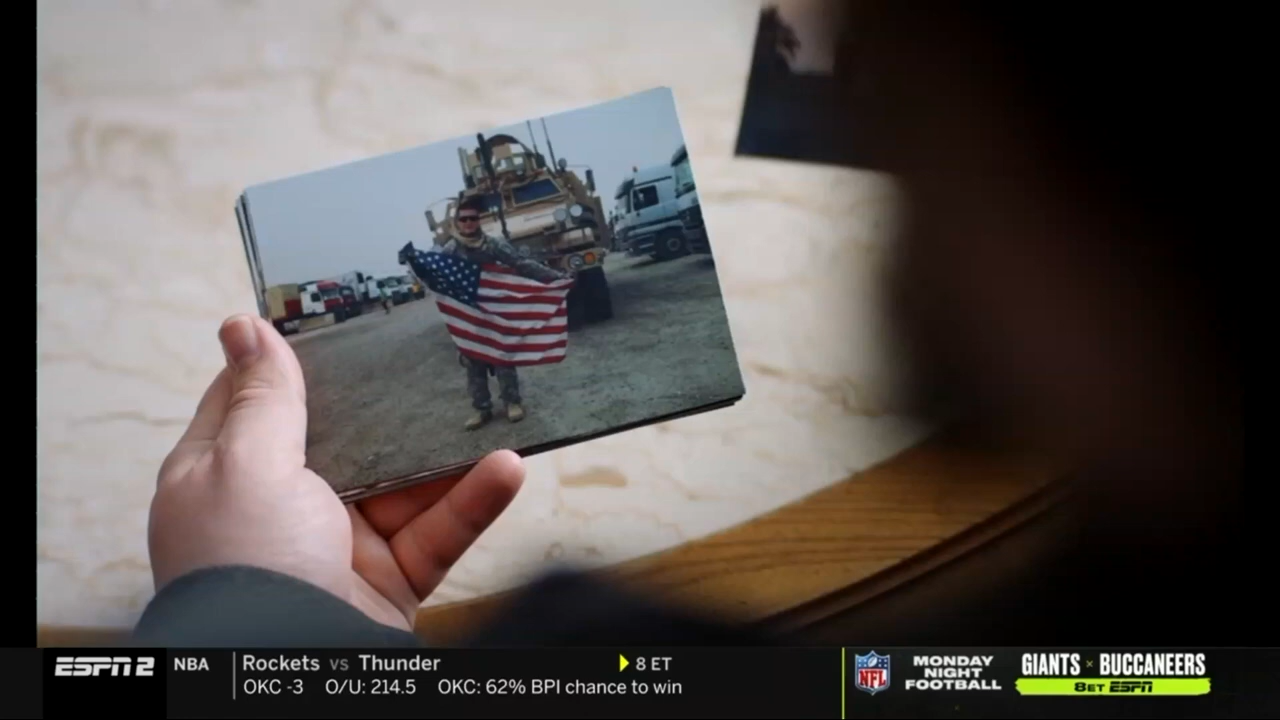 ESPN2
NBA
Rockets vs Thunder
8 ET
OKC -3 O/U: 214.5 OKC: 62% BPI chance to win
NFL
MONDAY
NIGHT
FOOTBALL
GIANTS × BUCCANEERS
8ET ESPN